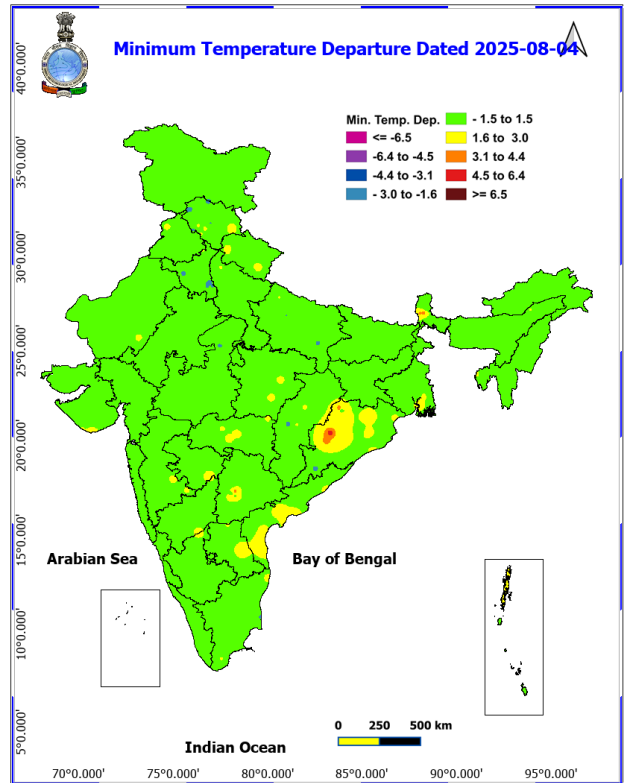 Minimum Temperature Departure Dated 2025-08-04
40°0.000'
35°0.000'
30°0.000'
25°0.000'
20°0.000'
15°0.000'
10°0.000'
5°0.000'
Min. Temp. Dep.
<= -6.5
-6.4 to -4.5
-4.4 to -3.1
- 3.0 to -1.6
- 1.5 to 1.5
1.6 to 3.0
3.1 to 4.4
4.5 to 6.4
>= 6.5
Arabian Sea
Bay of Bengal
Indian Ocean
0 250 500 km
70°0.000' 75°0.000' 80°0.000' 85°0.000' 90°0.000' 95°0.000'